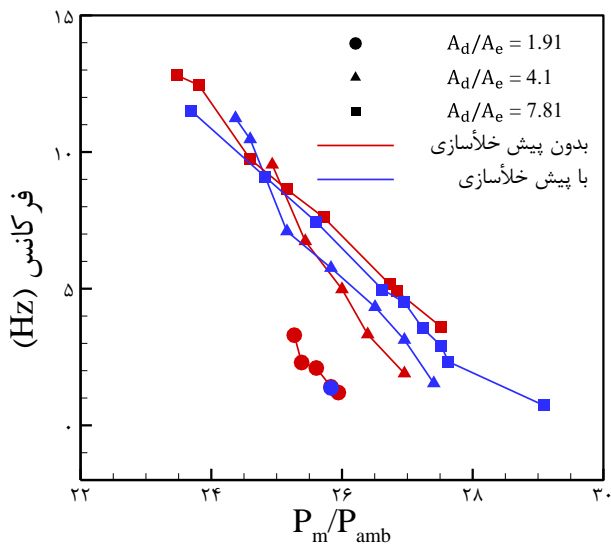 ۱۵
۱۰
۵
۰
فرکانس (Hz)
A_d/A_e = 1.91
A_d/A_e = 4.1
A_d/A_e = 7.81
بدون پیش خلأسازی
با پیش خلأسازی
۲۲ ۲۴ ۲۶ ۲۸ ۳۰
P_m/P_amb